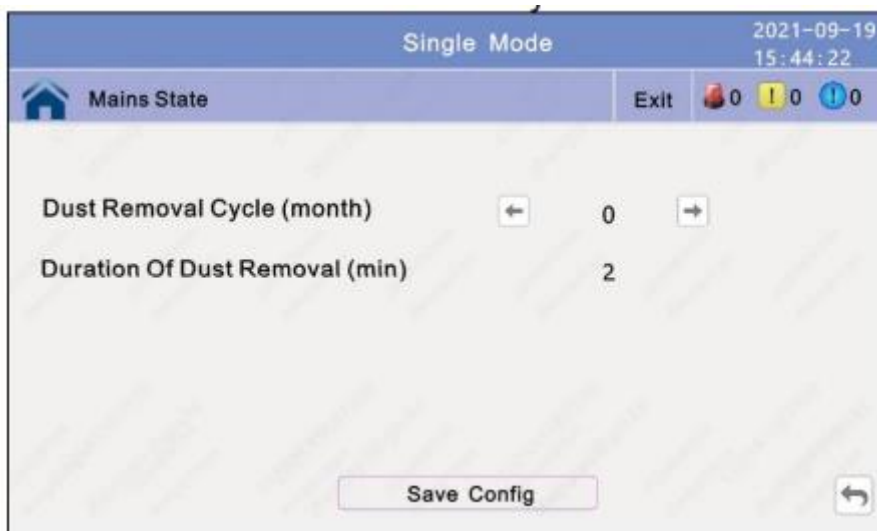 Single Mode
2021-09-19
15:44:22
Mains State
Exit
0
! 0
! 0
Dust Removal Cycle (month)
← 0 →
Duration Of Dust Removal (min)
2
Save Config